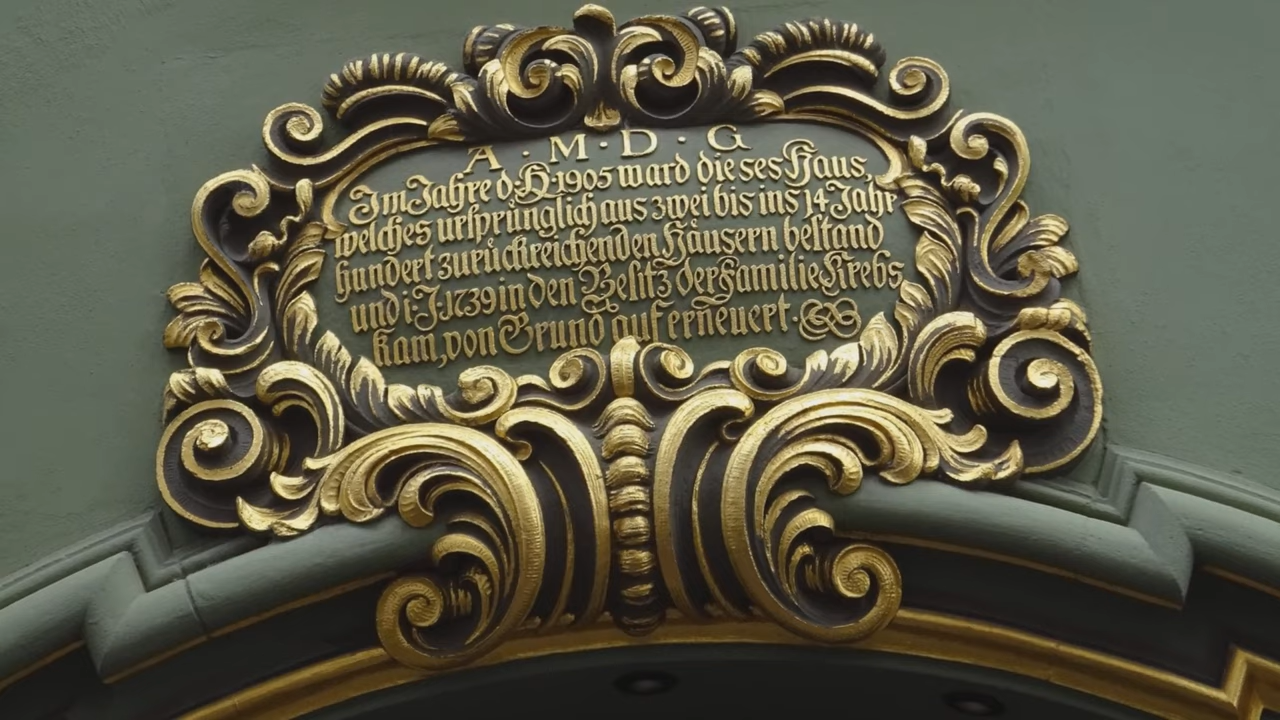 A · M · D · G
Im Jahre d. H. 1905 ward dieses Haus,
welches ursprünglich aus zwei bis ins 14 Jahr
hundert zurückreichenden Häusern bestand
und i. J. 1739 in den Besitz der Familie Krebs
kam, von Grund auf erneuert.